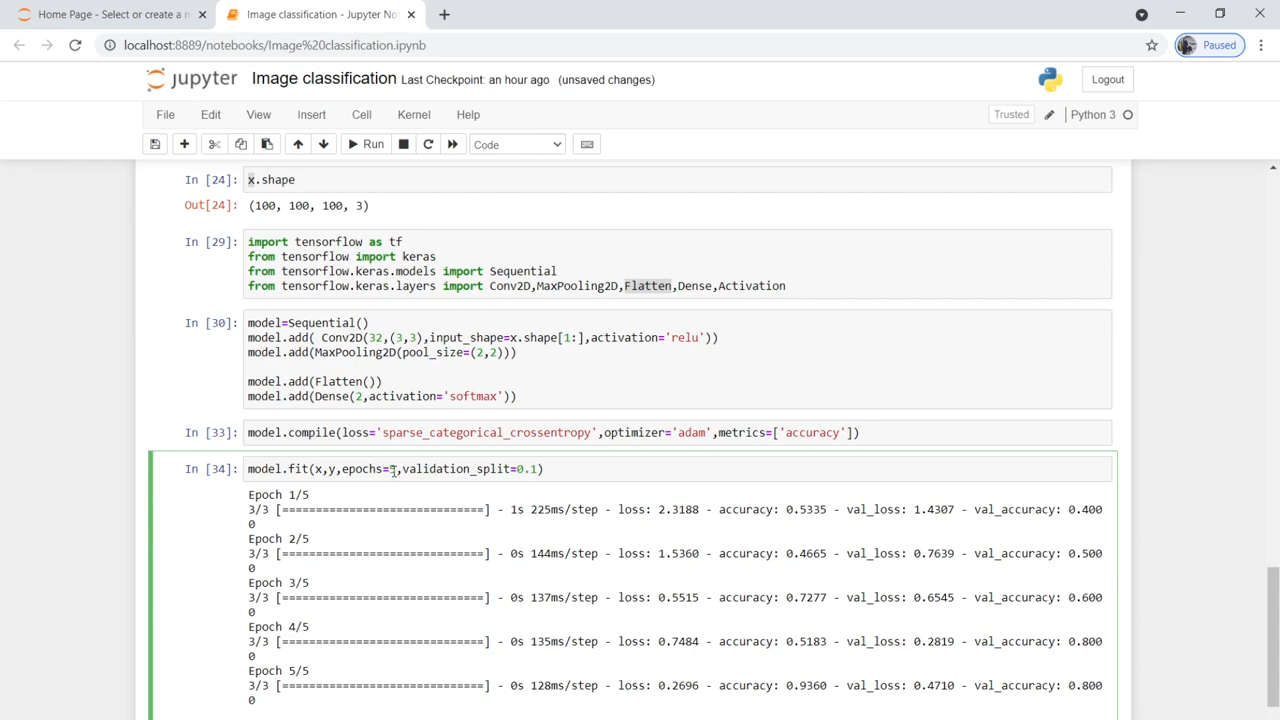 Home Page - Select or create a n
Image classification - Jupyter No
localhost:8889/notebooks/Image%20classification.ipynb
Paused
jupyter Image classification Last Checkpoint: an hour ago (unsaved changes)
Logout
File Edit View Insert Cell Kernel Help
Trusted
Python 3
Run
Code
In [24]: x.shape
Out[24]: (100, 100, 100, 3)
In [29]: import tensorflow as tf
from tensorflow import keras
from tensorflow.keras.models import Sequential
from tensorflow.keras.layers import Conv2D,MaxPooling2D,Flatten,Dense,Activation
In [30]: model=Sequential()
model.add( Conv2D(32,(3,3),input_shape=x.shape[1:],activation='relu'))
model.add(MaxPooling2D(pool_size=(2,2)))
model.add(Flatten())
model.add(Dense(2,activation='softmax'))
In [33]: model.compile(loss='sparse_categorical_crossentropy',optimizer='adam',metrics=['accuracy'])
In [34]: model.fit(x,y,epochs=5,validation_split=0.1)
Epoch 1/5
3/3 [==============================] - 1s 225ms/step - loss: 2.3188 - accuracy: 0.5335 - val_loss: 1.4307 - val_accuracy: 0.400
0
Epoch 2/5
3/3 [==============================] - 0s 144ms/step - loss: 1.5360 - accuracy: 0.4665 - val_loss: 0.7639 - val_accuracy: 0.500
0
Epoch 3/5
3/3 [==============================] - 0s 137ms/step - loss: 0.5515 - accuracy: 0.7277 - val_loss: 0.6545 - val_accuracy: 0.600
0
Epoch 4/5
3/3 [==============================] - 0s 135ms/step - loss: 0.7484 - accuracy: 0.5183 - val_loss: 0.2819 - val_accuracy: 0.800
0
Epoch 5/5
3/3 [==============================] - 0s 128ms/step - loss: 0.2696 - accuracy: 0.9360 - val_loss: 0.4710 - val_accuracy: 0.800
0